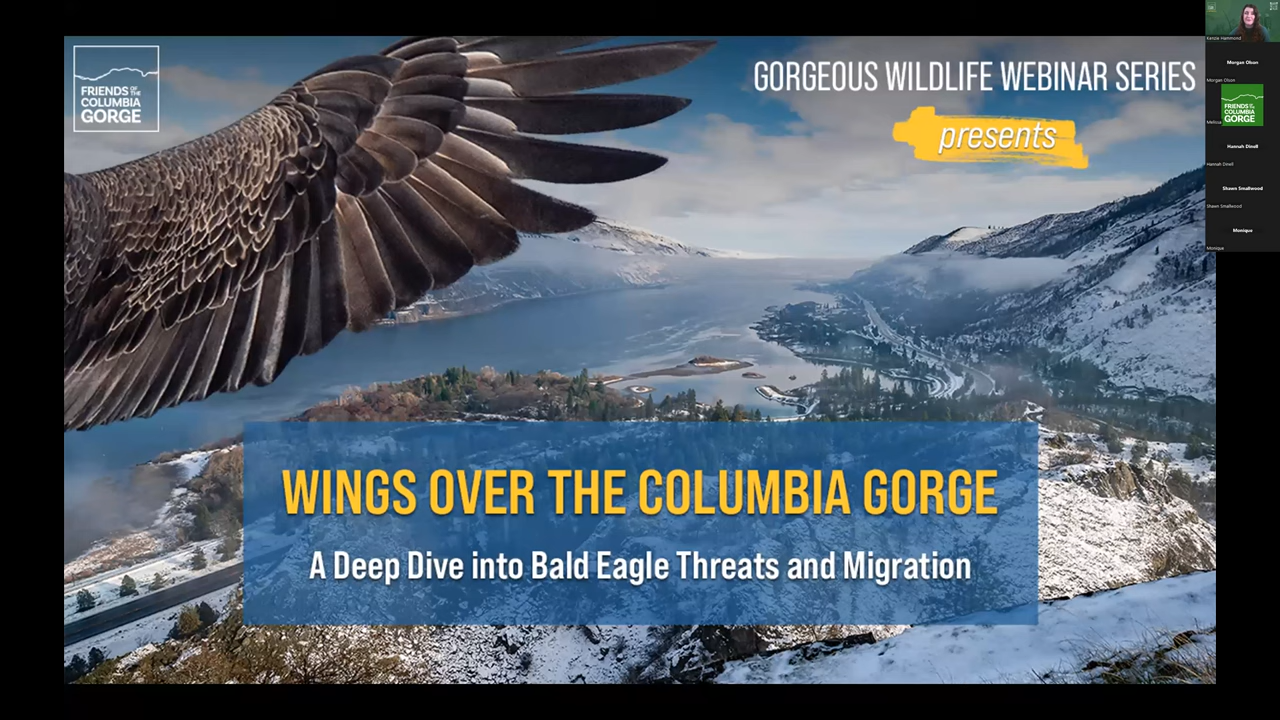 FRIENDS OF THE
COLUMBIA
GORGE
GORGEOUS WILDLIFE WEBINAR SERIES
presents
WINGS OVER THE COLUMBIA GORGE
A Deep Dive into Bald Eagle Threats and Migration
Kenzie Hammond
Morgan Olson
Morgan Olson
FRIENDS OF THE
COLUMBIA
GORGE
Hannah Dinell
Hannah Dinell
Shawn Smallwood
Shawn Smallwood
Monique
Monique